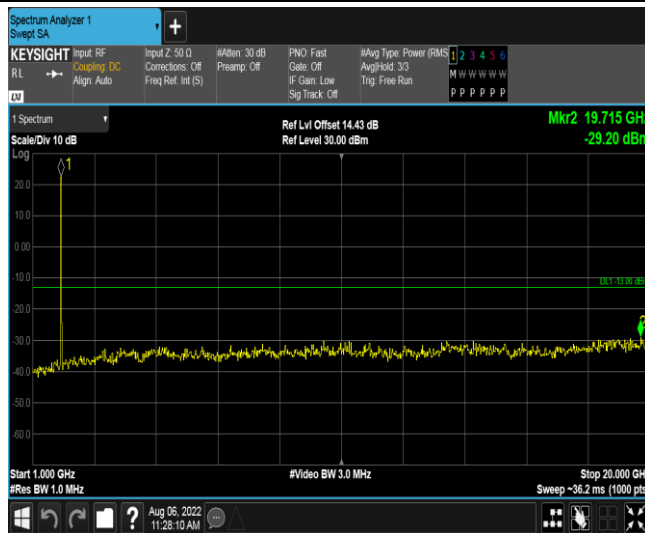 Spectrum Analyzer 1
Swept SA
+
KEYSIGHT
RL
LXI
Input: RF
Coupling: DC
Align: Auto
Input Z: 50 Ω
Corrections: Off
Freq Ref: Int (S)
#Atten: 30 dB
Preamp: Off
PNO: Fast
Gate: Off
IF Gain: Low
Sig Track: Off
#Avg Type: Power (RMS
Avg|Hold: 3/3
Trig: Free Run
1 2 3 4 5 6
M W W W W W
P P P P P P
1 Spectrum
Scale/Div 10 dB
Ref Lvl Offset 14.43 dB
Ref Level 30.00 dBm
Mkr2 19.715 GHz
-29.20 dBm
Log
1
20.0
10.0
0.00
-10.0
DL1 -13.00 dBm
-20.0
2
-30.0
-40.0
-50.0
-60.0
Start 1.000 GHz
#Res BW 1.0 MHz
#Video BW 3.0 MHz
Stop 20.000 GHz
Sweep ~36.2 ms (1000 pts
?
Aug 06, 2022
11:28:10 AM